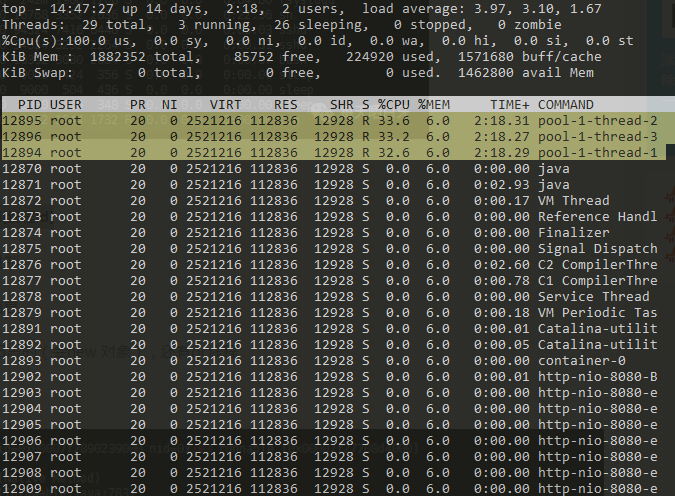 top - 14:47:27 up 14 days,  2:18,  2 users,  load average: 3.97, 3.10, 1.67
Threads:  29 total,   3 running,  26 sleeping,   0 stopped,   0 zombie
%Cpu(s):100.0 us,  0.0 sy,  0.0 ni,  0.0 id,  0.0 wa,  0.0 hi,  0.0 si,  0.0 st
KiB Mem :  1882352 total,    85752 free,   224920 used,  1571680 buff/cache
KiB Swap:        0 total,        0 free,        0 used.  1462800 avail Mem
PID USER      PR  NI    VIRT    RES    SHR S %CPU %MEM     TIME+ COMMAND
12895 root      20   0 2521216 112836  12928 R 33.6  6.0   2:18.31 pool-1-thread-2
12896 root      20   0 2521216 112836  12928 R 33.2  6.0   2:18.27 pool-1-thread-3
12894 root      20   0 2521216 112836  12928 R 32.6  6.0   2:18.29 pool-1-thread-1
12870 root      20   0 2521216 112836  12928 S  0.0  6.0   0:00.00 java
12871 root      20   0 2521216 112836  12928 S  0.0  6.0   0:02.93 java
12872 root      20   0 2521216 112836  12928 S  0.0  6.0   0:00.17 VM Thread
12873 root      20   0 2521216 112836  12928 S  0.0  6.0   0:00.00 Reference Handl
12874 root      20   0 2521216 112836  12928 S  0.0  6.0   0:00.00 Finalizer
12875 root      20   0 2521216 112836  12928 S  0.0  6.0   0:00.00 Signal Dispatch
12876 root      20   0 2521216 112836  12928 S  0.0  6.0   0:02.60 C2 CompilerThre
12877 root      20   0 2521216 112836  12928 S  0.0  6.0   0:00.78 C1 CompilerThre
12878 root      20   0 2521216 112836  12928 S  0.0  6.0   0:00.00 Service Thread
12879 root      20   0 2521216 112836  12928 S  0.0  6.0   0:00.18 VM Periodic Tas
12891 root      20   0 2521216 112836  12928 S  0.0  6.0   0:00.01 Catalina-utilit
12892 root      20   0 2521216 112836  12928 S  0.0  6.0   0:00.05 Catalina-utilit
12893 root      20   0 2521216 112836  12928 S  0.0  6.0   0:00.00 container-0
12902 root      20   0 2521216 112836  12928 S  0.0  6.0   0:00.01 http-nio-8080-B
12903 root      20   0 2521216 112836  12928 S  0.0  6.0   0:00.00 http-nio-8080-e
12904 root      20   0 2521216 112836  12928 S  0.0  6.0   0:00.00 http-nio-8080-e
12905 root      20   0 2521216 112836  12928 S  0.0  6.0   0:00.00 http-nio-8080-e
12906 root      20   0 2521216 112836  12928 S  0.0  6.0   0:00.00 http-nio-8080-e
12907 root      20   0 2521216 112836  12928 S  0.0  6.0   0:00.00 http-nio-8080-e
12908 root      20   0 2521216 112836  12928 S  0.0  6.0   0:00.00 http-nio-8080-e
12909 root      20   0 2521216 112836  12928 S  0.0  6.0   0:00.00 http-nio-8080-e